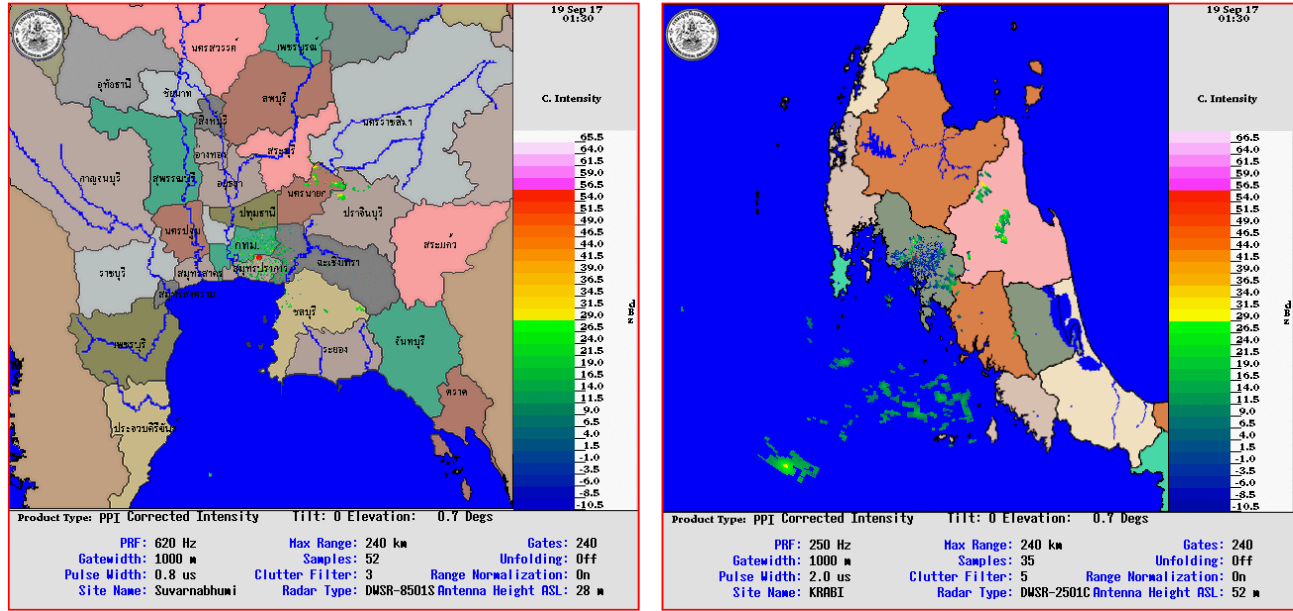 19 Sep 17
01:30
C. Intensity
65.5
64.0
61.5
59.0
56.5
54.0
51.5
49.0
46.5
44.0
41.5
39.0
36.5
34.0
31.5
29.0
26.5
24.0
21.5
19.0
16.5
14.0
11.5
9.0
6.5
4.0
1.5
-1.0
-3.5
-6.0
-8.5
-10.5
นครสวรรค์
เพชรบูรณ์
อุทัยธานี
ชัยนาท
ลพบุรี
สิงห์บุรี
นครราชสีมา
อ่างทอง
สระบุรี
กาญจนบุรี
สุพรรณบุรี
อยุธยา
นครนายก
ปทุมธานี
ปราจีนบุรี
นครปฐม
กทม.
สระแก้ว
ราชบุรี
สมุทรสาคร
สมุทรปราการ
ฉะเชิงเทรา
สมุทรสงคราม
ชลบุรี
เพชรบุรี
ระยอง
จันทบุรี
ตราด
ประจวบคีรีขันธ์
Product Type: PPI Corrected Intensity Tilt: 0 Elevation: 0.7 Degs
PRF: 620 Hz Max Range: 240 km Gates: 240
Gatewidth: 1000 m Samples: 52 Unfolding: Off
Pulse Width: 0.8 us Clutter Filter: 3 Range Normalization: On
Site Name: Suvarnabhumi Radar Type: DWSR-8501S Antenna Height ASL: 28 m
19 Sep 17
01:30
C. Intensity
66.5
64.0
61.5
59.0
56.5
54.0
51.5
49.0
46.5
44.0
41.5
39.0
36.5
34.0
31.5
29.0
26.5
24.0
21.5
19.0
16.5
14.0
11.5
9.0
6.5
4.0
1.5
-1.0
-3.5
-6.0
-8.5
-10.5
Product Type: PPI Corrected Intensity Tilt: 0 Elevation: 0.7 Degs
PRF: 250 Hz Max Range: 240 km Gates: 240
Gatewidth: 1000 m Samples: 35 Unfolding: Off
Pulse Width: 2.0 us Clutter Filter: 5 Range Normalization: On
Site Name: KRABI Radar Type: DWSR-2501C Antenna Height ASL: 52 m